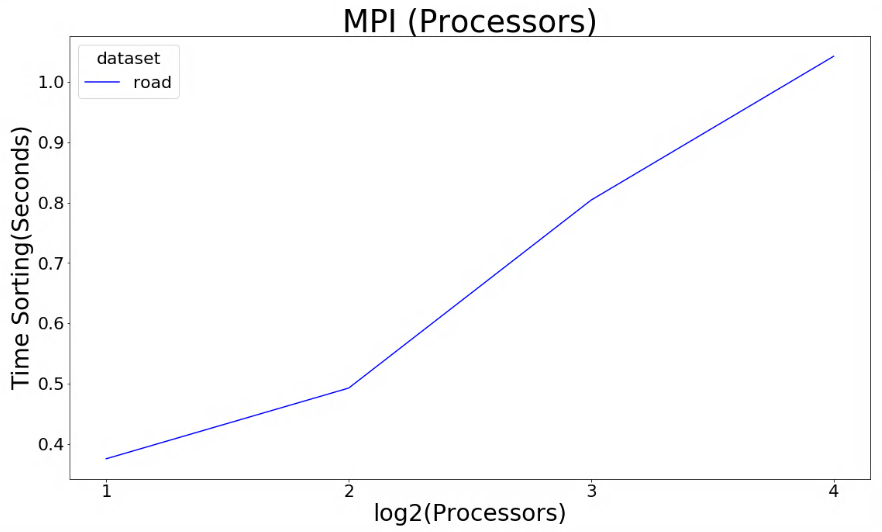 MPI (Processors)
dataset
road
Time Sorting(Seconds)
1.0
0.9
0.8
0.7
0.6
0.5
0.4
1 2 3 4
log2(Processors)